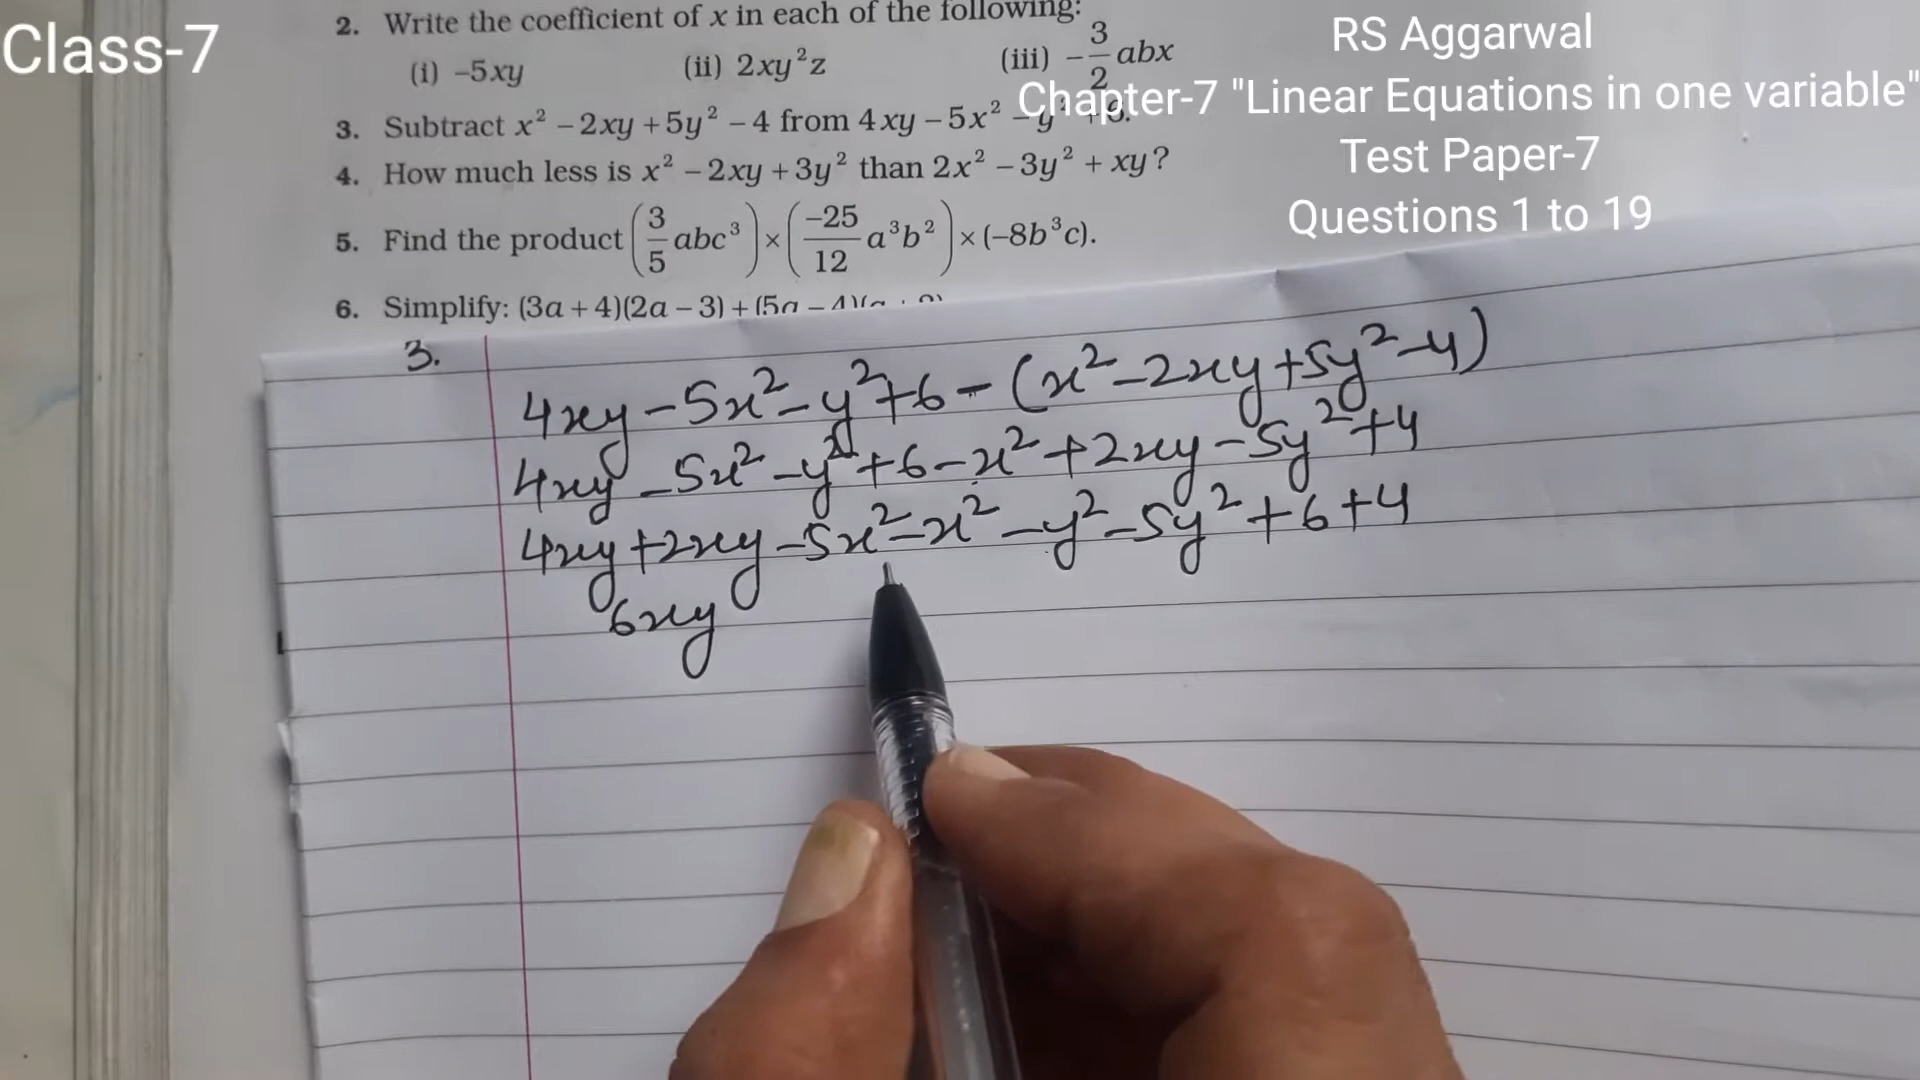 Class-7
RS Aggarwal
Chapter-7 "Linear Equations in one variable"
Test Paper-7
Questions 1 to 19
2. Write the coefficient of x in each of the following:
(i) −5xy (ii) 2xy²z (iii) −3/2 abx
3. Subtract x² − 2xy + 5y² − 4 from 4xy − 5x² − y²
4. How much less is x² − 2xy + 3y² than 2x² − 3y² + xy?
5. Find the product (3/5 abc³) × (−25/12 a³b²) × (−8b³c).
6. Simplify: (3a + 4)(2a − 3) + (5a − 4)
3.
4xy − 5x² − y² + 6 − (x² − 2xy + 5y² − 4)
4xy − 5x² − y² + 6 − x² + 2xy − 5y² + 4
4xy + 2xy − 5x² − x² − y² − 5y² + 6 + 4
6xy